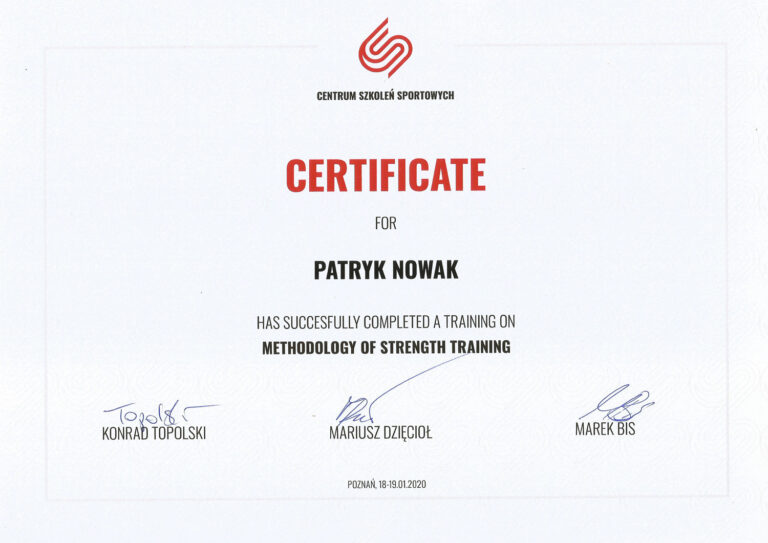 CENTRUM SZKOLEŃ SPORTOWYCH
CERTIFICATE
FOR
PATRYK NOWAK
HAS SUCCESFULLY COMPLETED A TRAINING ON
METHODOLOGY OF STRENGTH TRAINING
Topolski
KONRAD TOPOLSKI
MARIUSZ DZIĘCIOŁ
MAREK BIS
POZNAŃ, 18-19.01.2020